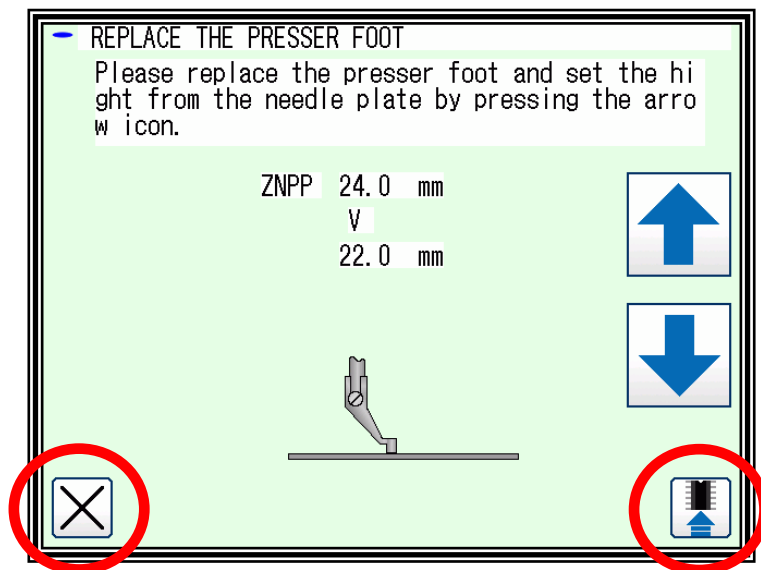 REPLACE THE PRESSER FOOT
Please replace the presser foot and set the hi
ght from the needle plate by pressing the arro
w icon.
ZNPP 24.0 mm
V
22.0 mm